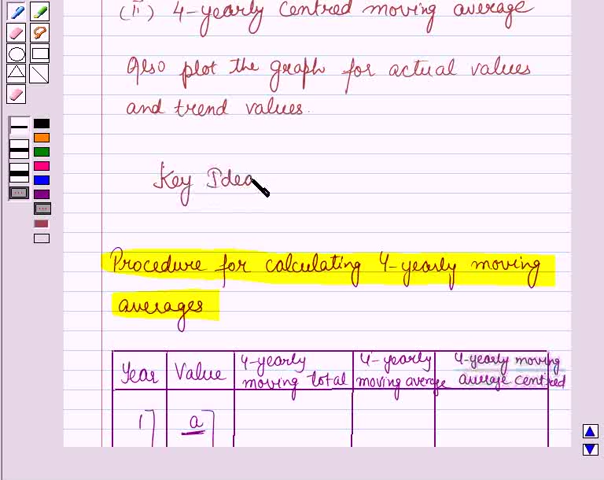 (ii) 4-yearly centred moving average
Also plot the graph for actual values
and trend values.
Key Idea
Procedure for calculating 4-yearly moving
averages
Year Value 4-yearly moving total 4-yearly moving average 4-yearly moving average centred
1 a